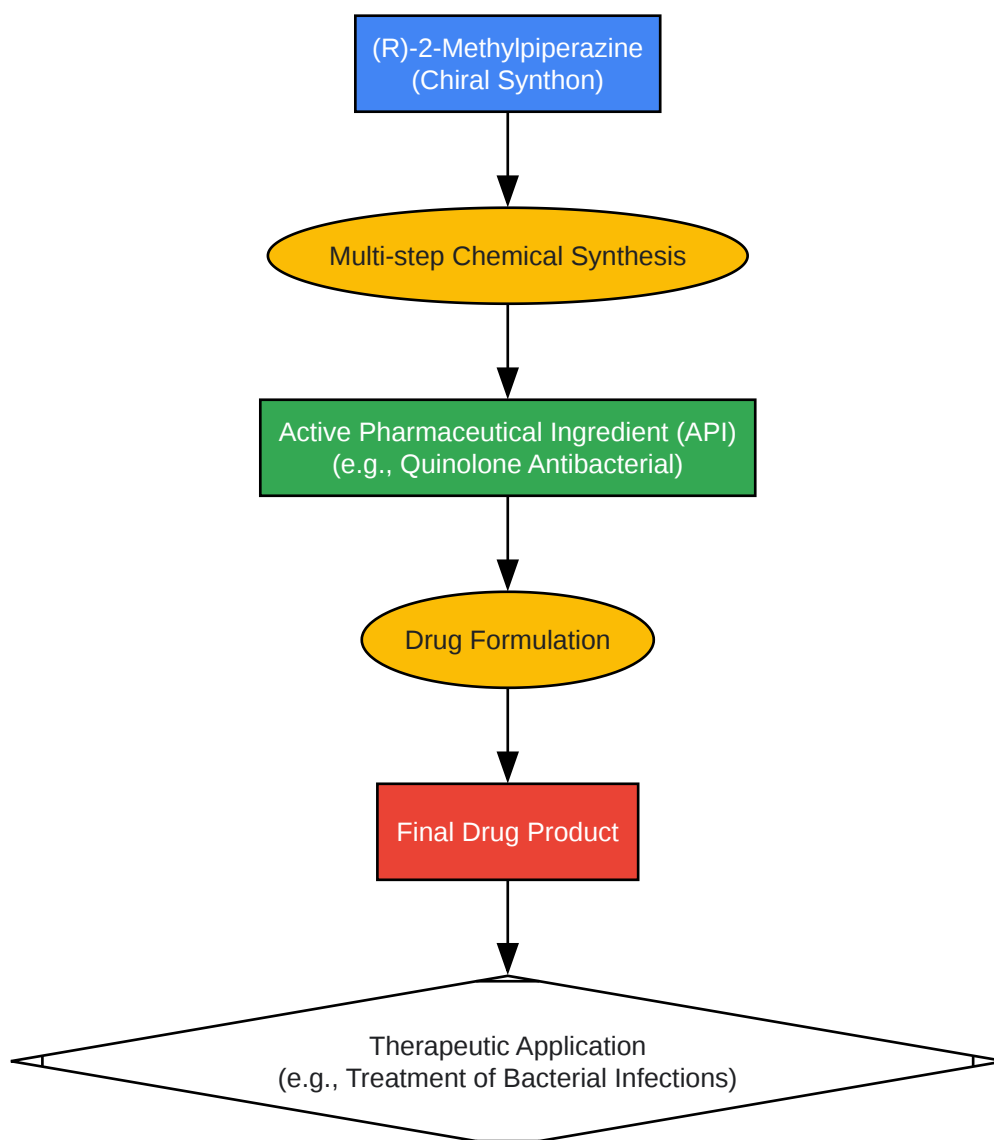 (R)-2-Methylpiperazine
(Chiral Synthon)
Multi-step Chemical Synthesis
Active Pharmaceutical Ingredient (API)
(e.g., Quinolone Antibacterial)
Drug Formulation
Final Drug Product
Therapeutic Application
(e.g., Treatment of Bacterial Infections)